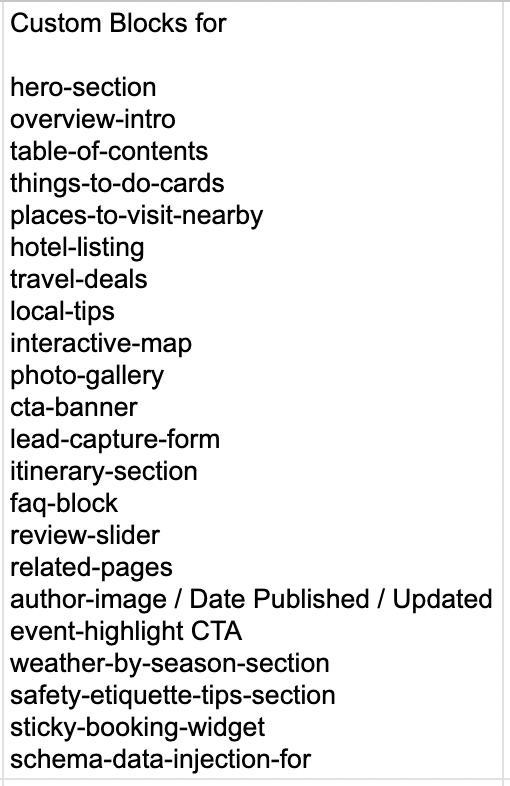 Custom Blocks for
hero-section
overview-intro
table-of-contents
things-to-do-cards
places-to-visit-nearby
hotel-listing
travel-deals
local-tips
interactive-map
photo-gallery
cta-banner
lead-capture-form
itinerary-section
faq-block
review-slider
related-pages
author-image / Date Published / Updated
event-highlight CTA
weather-by-season-section
safety-etiquette-tips-section
sticky-booking-widget
schema-data-injection-for